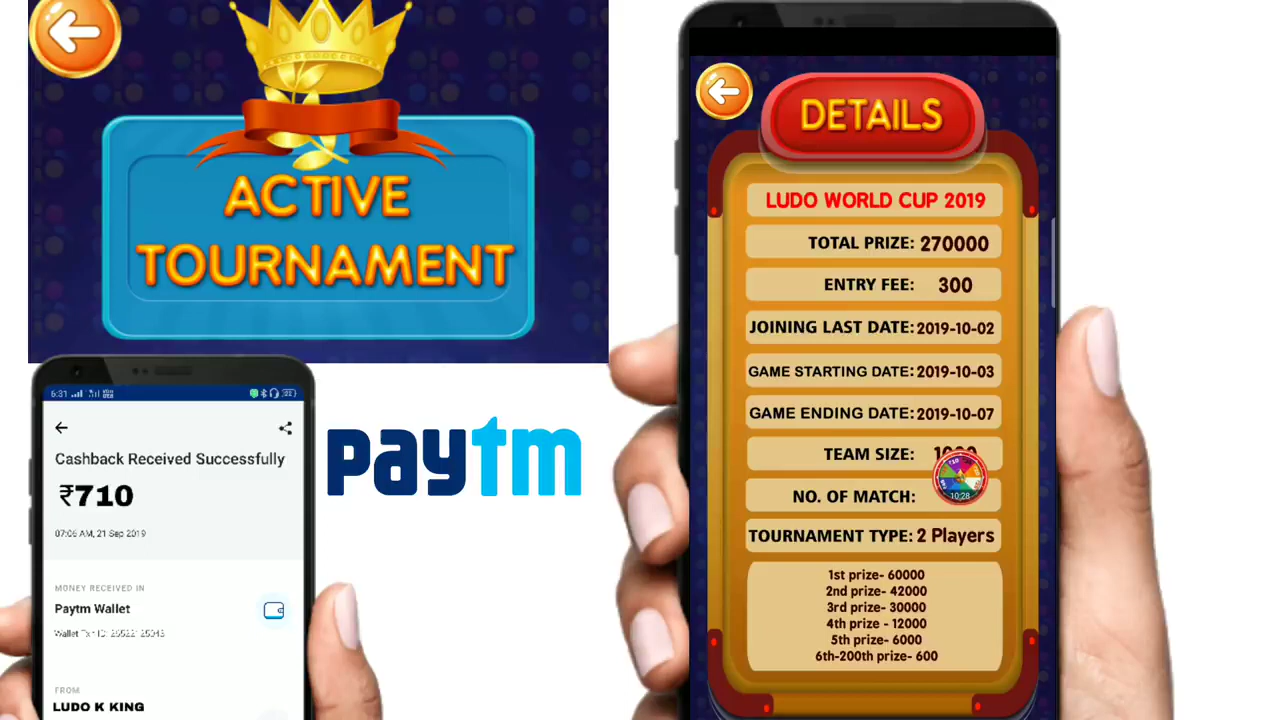 ACTIVE
TOURNAMENT
6:31
Cashback Received Successfully
₹710
07:06 AM, 21 Sep 2019
MONEY RECEIVED IN
Paytm Wallet
FROM
LUDO K KING
paytm
DETAILS
LUDO WORLD CUP 2019
TOTAL PRIZE: 270000
ENTRY FEE: 300
JOINING LAST DATE: 2019-10-02
GAME STARTING DATE: 2019-10-03
GAME ENDING DATE: 2019-10-07
TEAM SIZE:
10:28
NO. OF MATCH:
TOURNAMENT TYPE: 2 Players
1st prize- 60000
2nd prize- 42000
3rd prize- 30000
4th prize - 12000
5th prize- 6000
6th-200th prize- 600